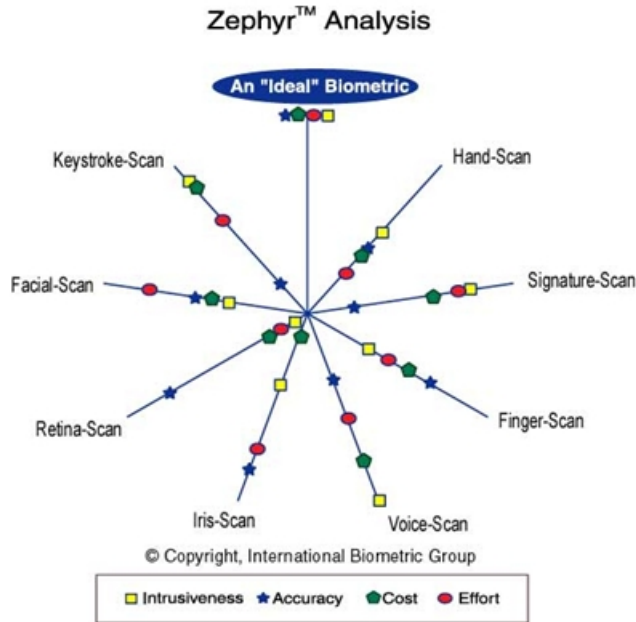 Zephyr™ Analysis
An "Ideal" Biometric
Keystroke-Scan
Hand-Scan
Facial-Scan
Signature-Scan
Retina-Scan
Finger-Scan
Iris-Scan
Voice-Scan
© Copyright, International Biometric Group
Intrusiveness Accuracy Cost Effort